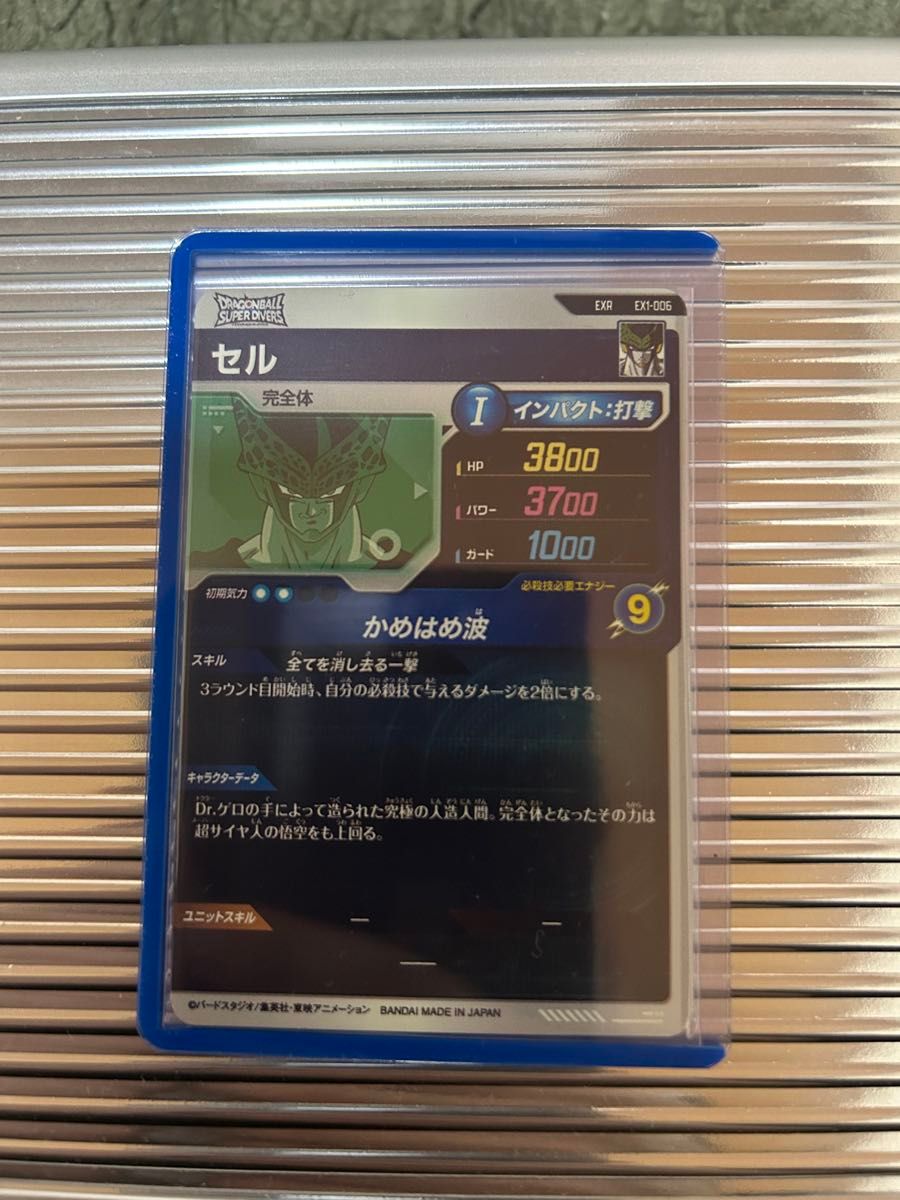 DRAGONBALL
SUPER DIVERS
EXR EX1-006
セル
完全体
I インパクト:打撃
HP 3800
パワー 3700
ガード 1000
初期気力
必殺技必要エナジー
9
かめはめ波
スキル 全てを消し去る一撃
3ラウンド目開始時、自分の必殺技で与えるダメージを2倍にする。
キャラクターデータ
Dr.ゲロの手によって造られた究極の人造人間。完全体となったその力は
超サイヤ人の悟空をも上回る。
ユニットスキル
©バードスタジオ/集英社・東映アニメーション BANDAI MADE IN JAPAN